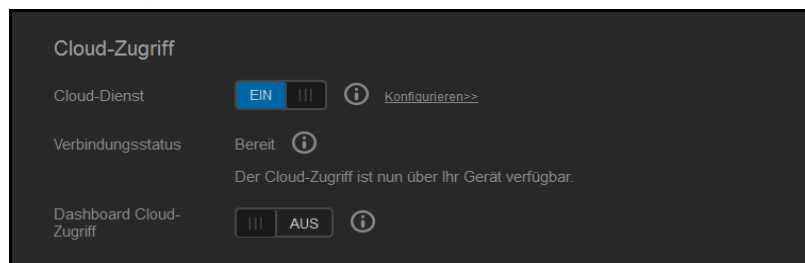 Cloud-Zugriff
Cloud-Dienst EIN Konfigurieren>>
Verbindungsstatus Bereit
Der Cloud-Zugriff ist nun über Ihr Gerät verfügbar.
Dashboard Cloud-
Zugriff AUS